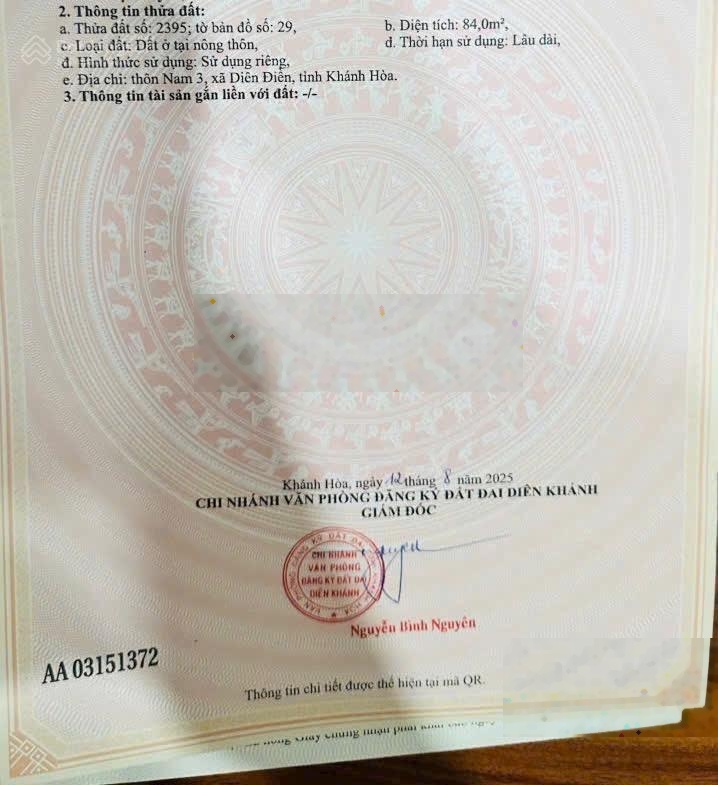 2. Thông tin thửa đất:
a. Thửa đất số: 2395; tờ bản đồ số: 29, b. Diện tích: 84,0m²,
c. Loại đất: Đất ở tại nông thôn, d. Thời hạn sử dụng: Lâu dài,
đ. Hình thức sử dụng: Sử dụng riêng,
e. Địa chỉ: thôn Nam 3, xã Diên Điền, tỉnh Khánh Hòa.
3. Thông tin tài sản gắn liền với đất: -/-
Khánh Hòa, ngày 12 tháng 8 năm 2025
CHI NHÁNH VĂN PHÒNG ĐĂNG KÝ ĐẤT ĐAI DIÊN KHÁNH
GIÁM ĐỐC
CHI NHÁNH
VĂN PHÒNG
ĐĂNG KÝ ĐẤT ĐAI
DIÊN KHÁNH
Nguyễn Bình Nguyên
AA 03151372
Thông tin chi tiết được thể hiện tại mã QR.